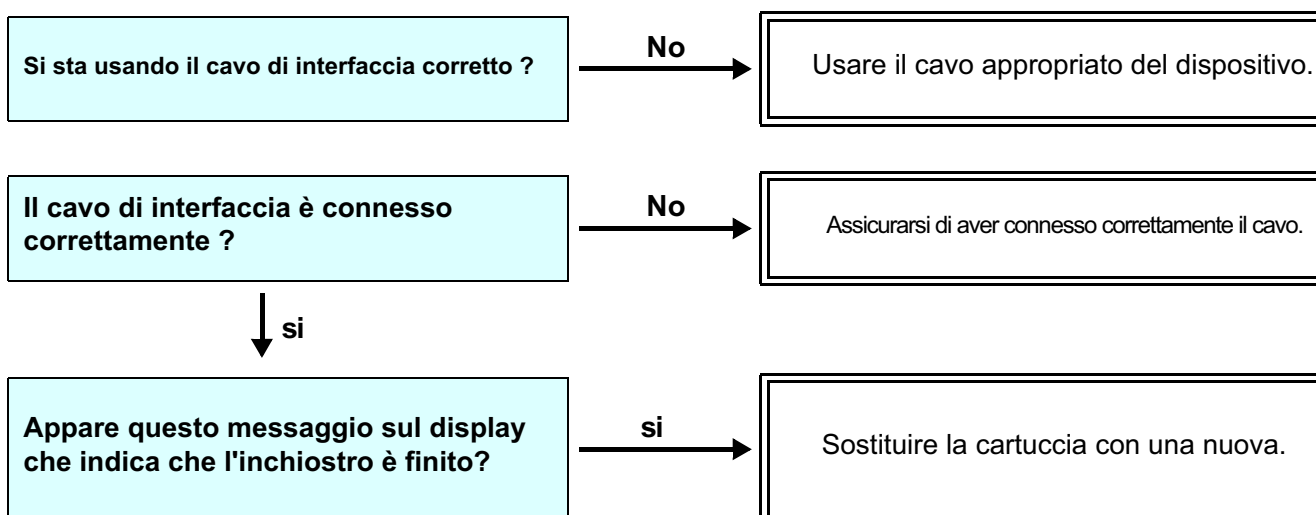 Si sta usando il cavo di interfaccia corretto ?
No
Usare il cavo appropriato del dispositivo.
Il cavo di interfaccia è connesso
correttamente ?
No
Assicurarsi di aver connesso correttamente il cavo.
si
Appare questo messaggio sul display
che indica che l'inchiostro è finito?
si
Sostituire la cartuccia con una nuova.